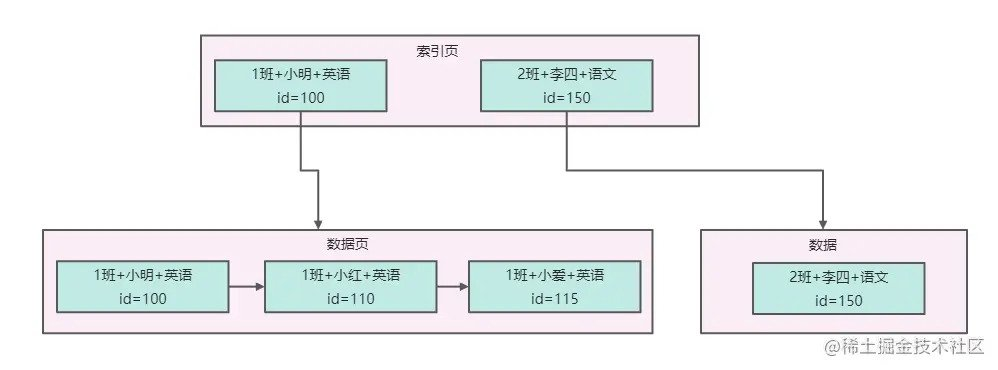 索引页
1班+小明+英语
id=100
2班+李四+语文
id=150
数据页
1班+小明+英语
id=100
1班+小红+英语
id=110
1班+小爱+英语
id=115
数据
2班+李四+语文
id=150
@稀土掘金技术社区